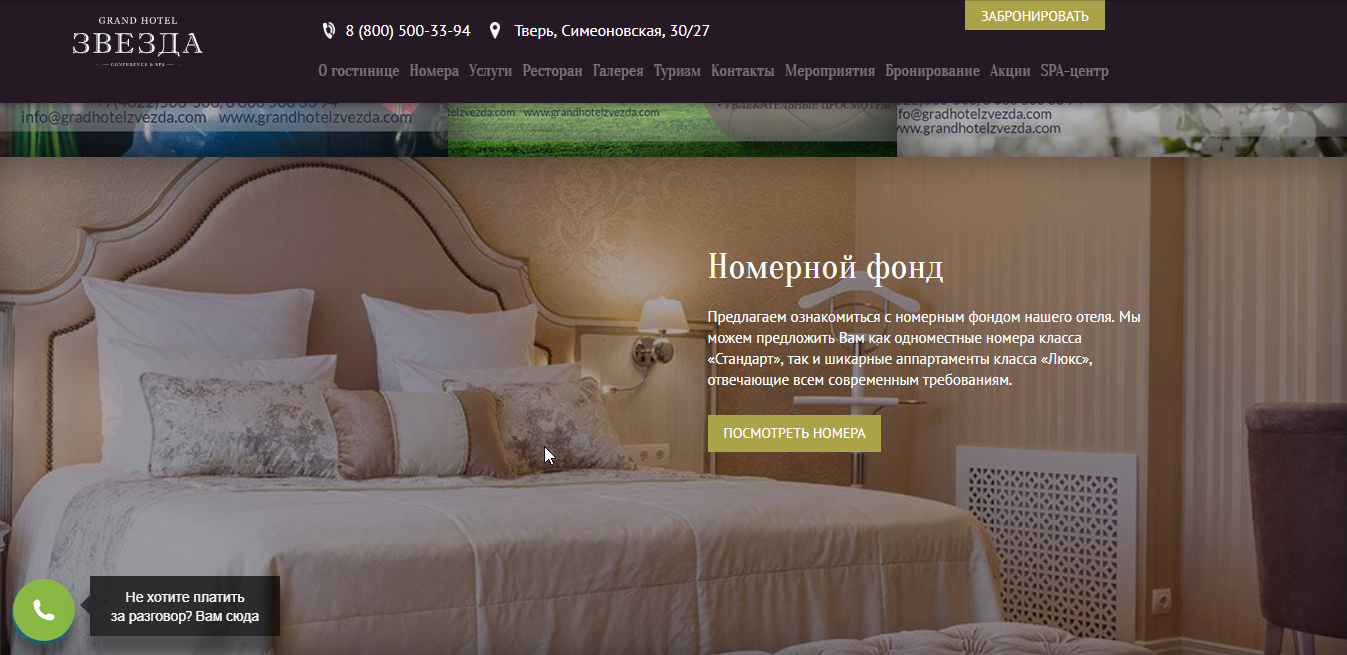 GRAND HOTEL
ЗВЕЗДА
CONFERENCE & SPA
8 (800) 500-33-94
Тверь, Симеоновская, 30/27
ЗАБРОНИРОВАТЬ
О гостинице Номера Услуги Ресторан Галерея Туризм Контакты Мероприятия Бронирование Акции SPA-центр
info@gradhotelzvezda.com www.grandhotelzvezda.com
www.grandhotelzvezda.com
www.grandhotelzvezda.com
Номерной фонд
Предлагаем ознакомиться с номерным фондом нашего отеля. Мы
можем предложить Вам как одноместные номера класса
«Стандарт», так и шикарные аппартаменты класса «Люкс»,
отвечающие всем современным требованиям.
ПОСМОТРЕТЬ НОМЕРА
Не хотите платить
за разговор? Вам сюда